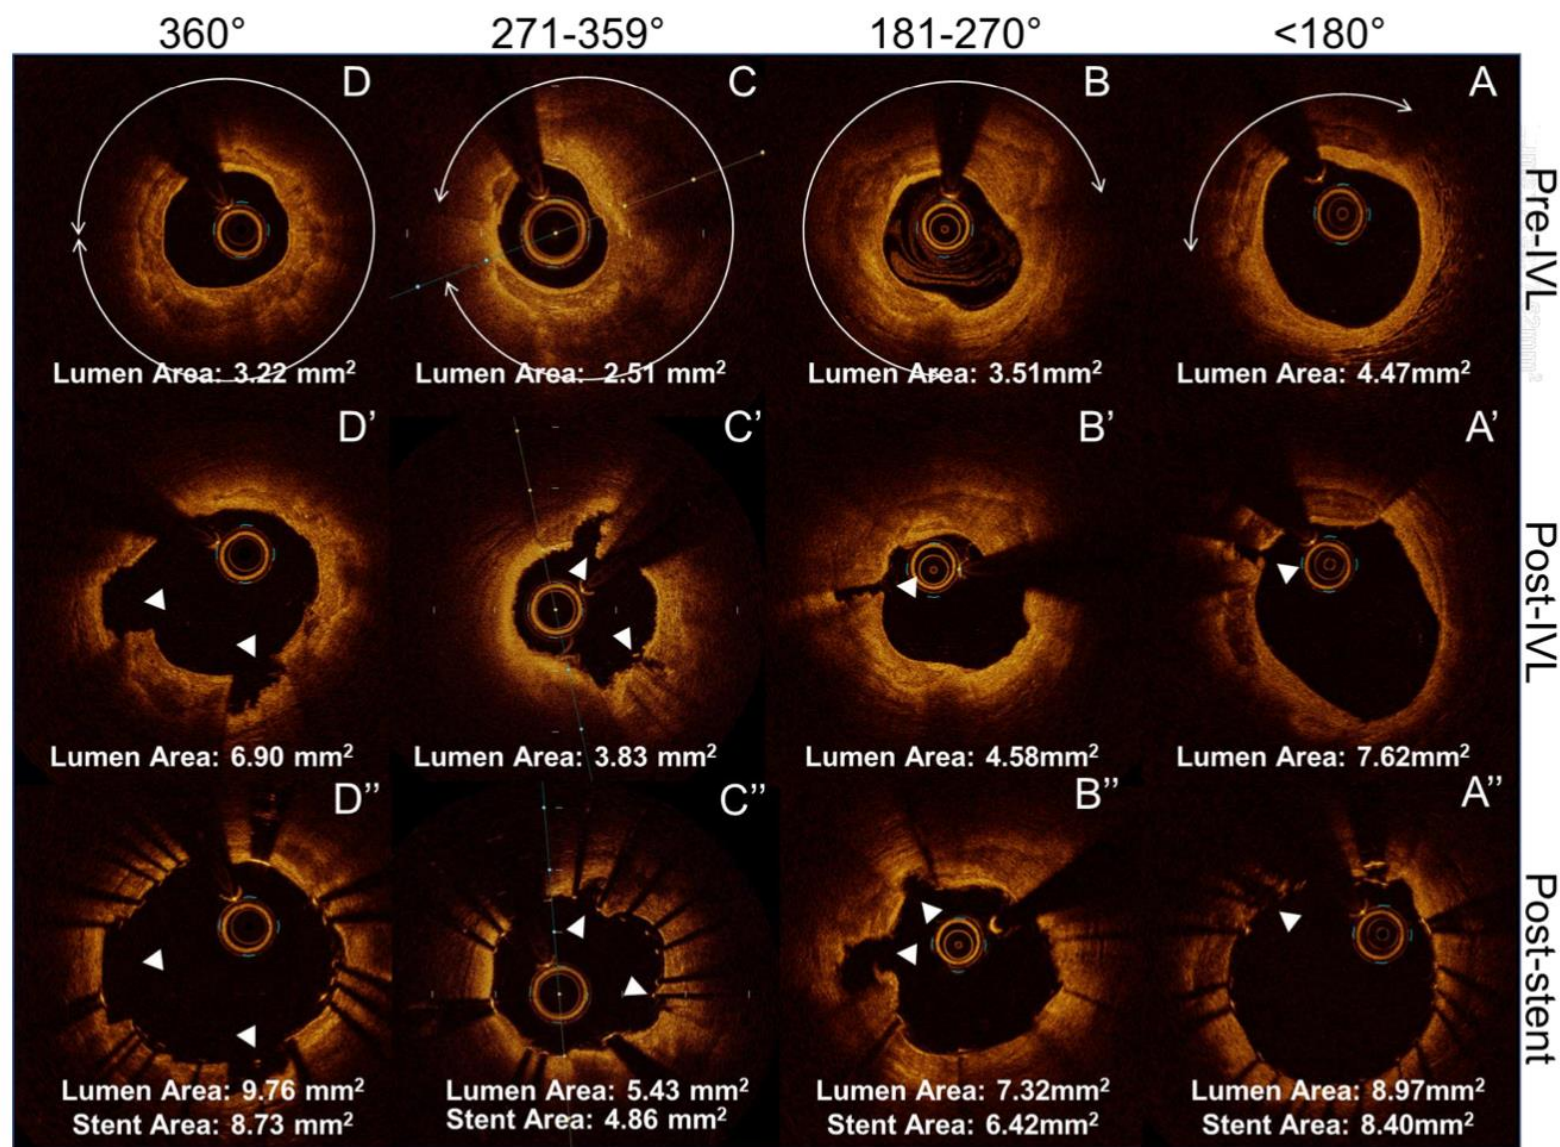 360° 271-359° 181-270° <180°
D C B A
Pre-IVL
Lumen Area: 3.22 mm² Lumen Area: 2.51 mm² Lumen Area: 3.51mm² Lumen Area: 4.47mm²
D’ C’ B’ A’
Post-IVL
Lumen Area: 6.90 mm² Lumen Area: 3.83 mm² Lumen Area: 4.58mm² Lumen Area: 7.62mm²
D’’ C’’ B’’ A’’
Post-stent
Lumen Area: 9.76 mm² Lumen Area: 5.43 mm² Lumen Area: 7.32mm² Lumen Area: 8.97mm²
Stent Area: 8.73 mm² Stent Area: 4.86 mm² Stent Area: 6.42mm² Stent Area: 8.40mm²